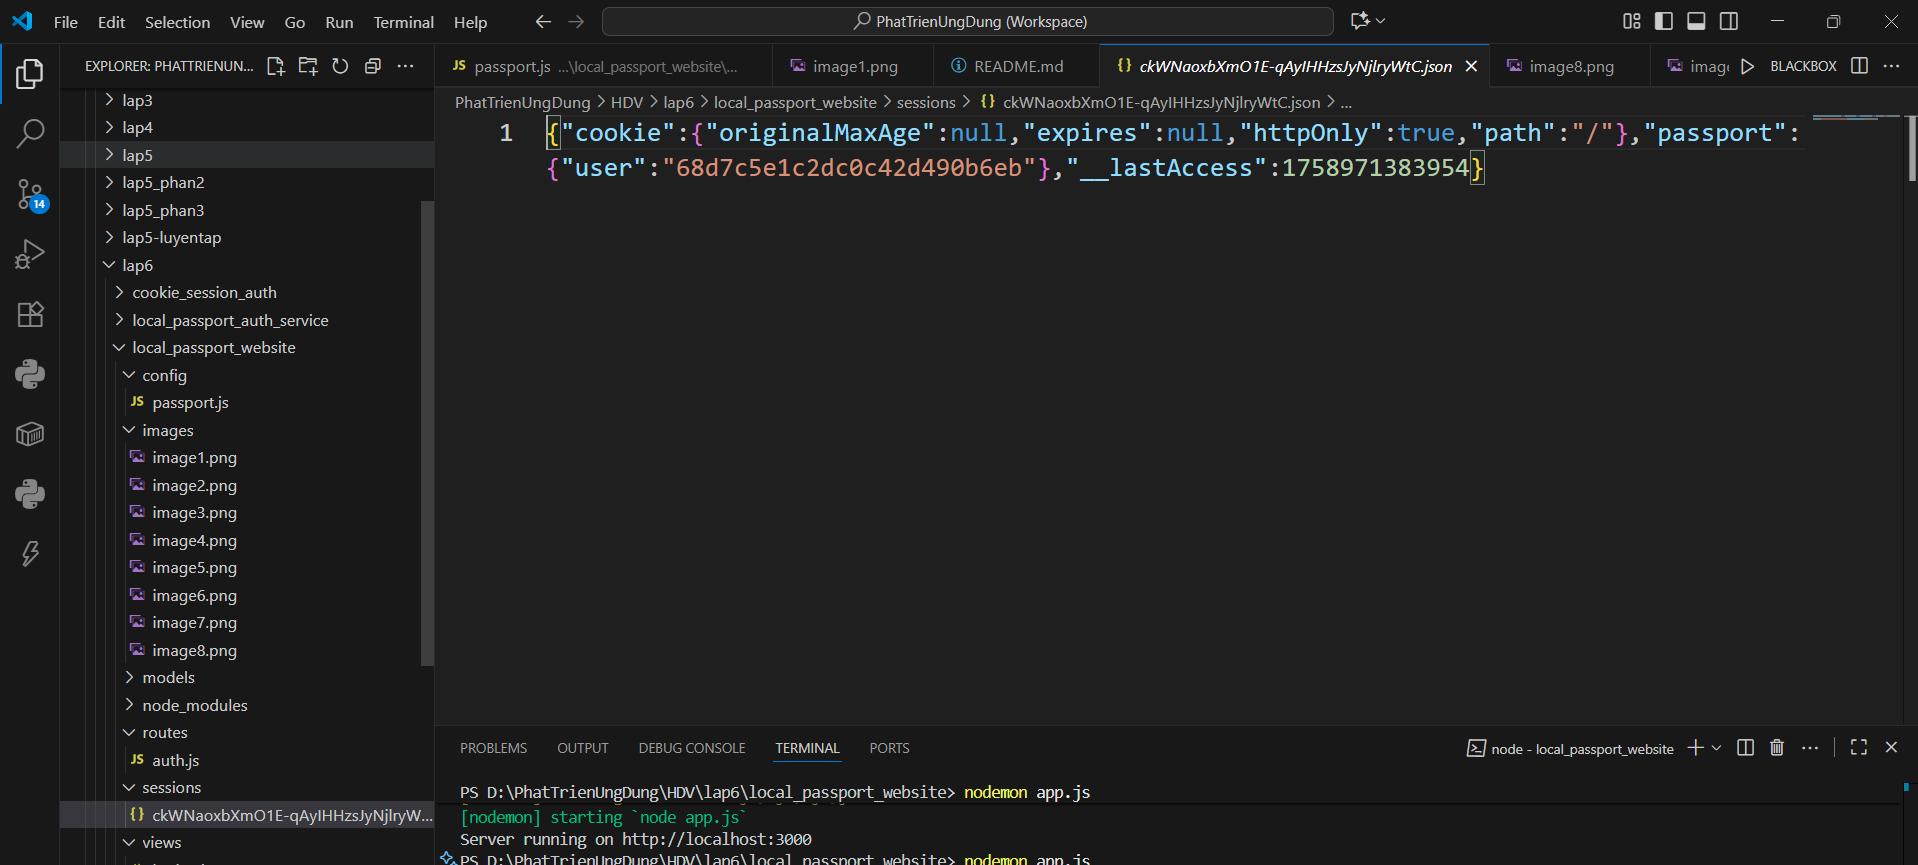 File Edit Selection View Go Run Terminal Help
PhatTrienUngDung (Workspace)
EXPLORER: PHATTRIENUN...
passport.js ...\local_passport_website\...
image1.png
README.md
ckWNaoxbXmO1E-qAyIHHzsJyNjlryWtC.json
image8.png
imag
BLACKBOX
PhatTrienUngDung > HDV > lap6 > local_passport_website > sessions > {} ckWNaoxbXmO1E-qAyIHHzsJyNjlryWtC.json > ...
1 {"cookie":{"originalMaxAge":null,"expires":null,"httpOnly":true,"path":"/"},"passport":
{"user":"68d7c5e1c2dc0c42d490b6eb"},"__lastAccess":1758971383954}
lap3
lap4
lap5
lap5_phan2
14
lap5_phan3
lap5-luyentap
lap6
cookie_session_auth
local_passport_auth_service
local_passport_website
config
JS passport.js
images
image1.png
image2.png
image3.png
image4.png
image5.png
image6.png
image7.png
image8.png
models
node_modules
routes
JS auth.js
sessions
{} ckWNaoxbXmO1E-qAyIHHzsJyNjlryW...
views
PROBLEMS OUTPUT DEBUG CONSOLE TERMINAL PORTS
node - local_passport_website
PS D:\PhatTrienUngDung\HDV\lap6\local_passport_website> nodemon app.js
[nodemon] starting `node app.js`
Server running on http://localhost:3000
PS D:\PhatTrienUngDung\HDV\lap6\local_passport_website> nodemon app.js